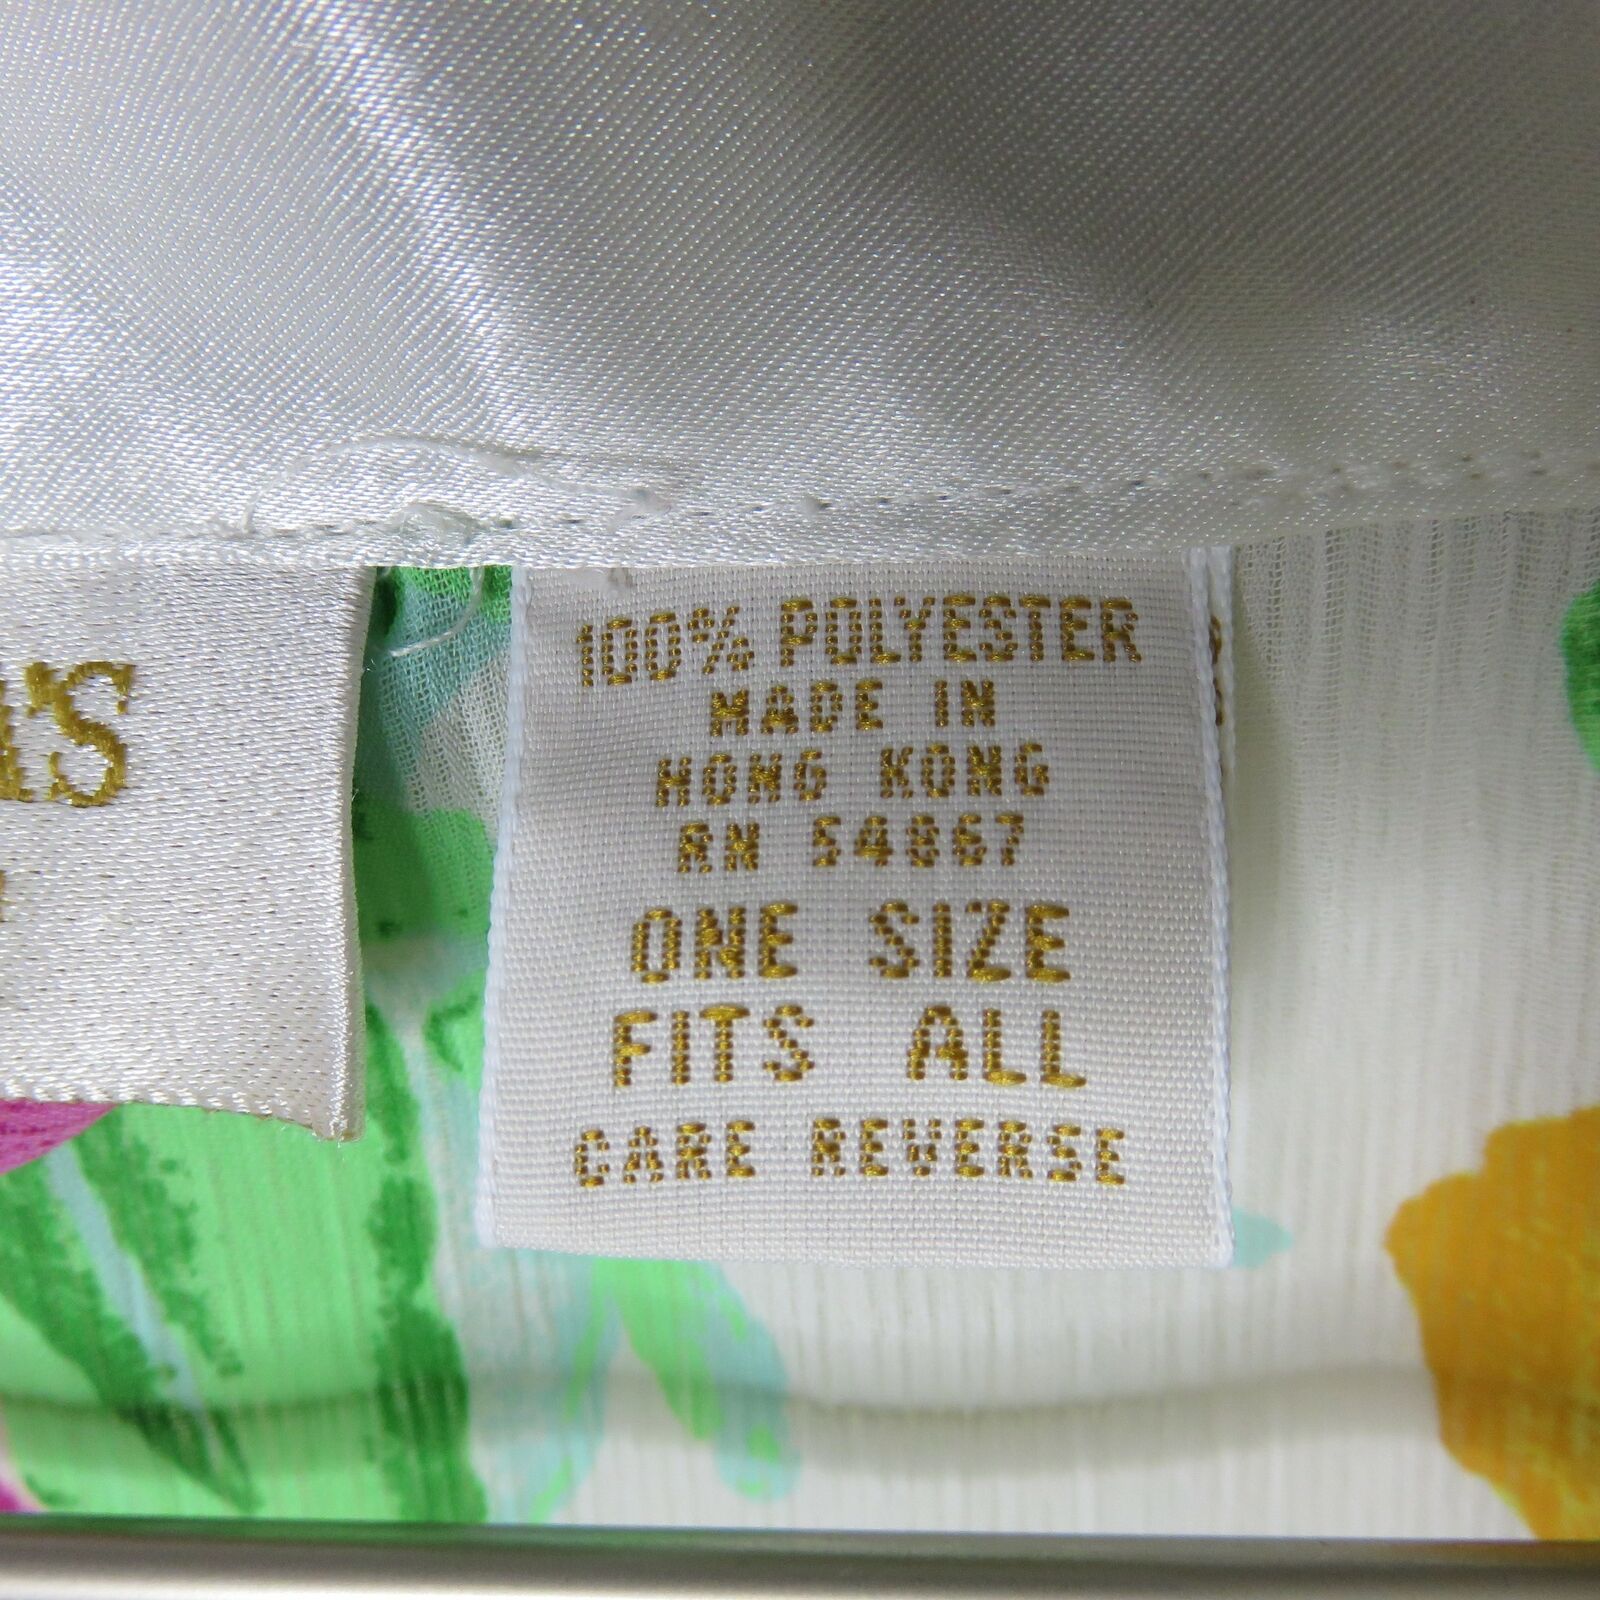 'S
100% POLYESTER
MADE IN
HONG KONG
RN 54867
ONE SIZE
FITS ALL
CARE REVERSE